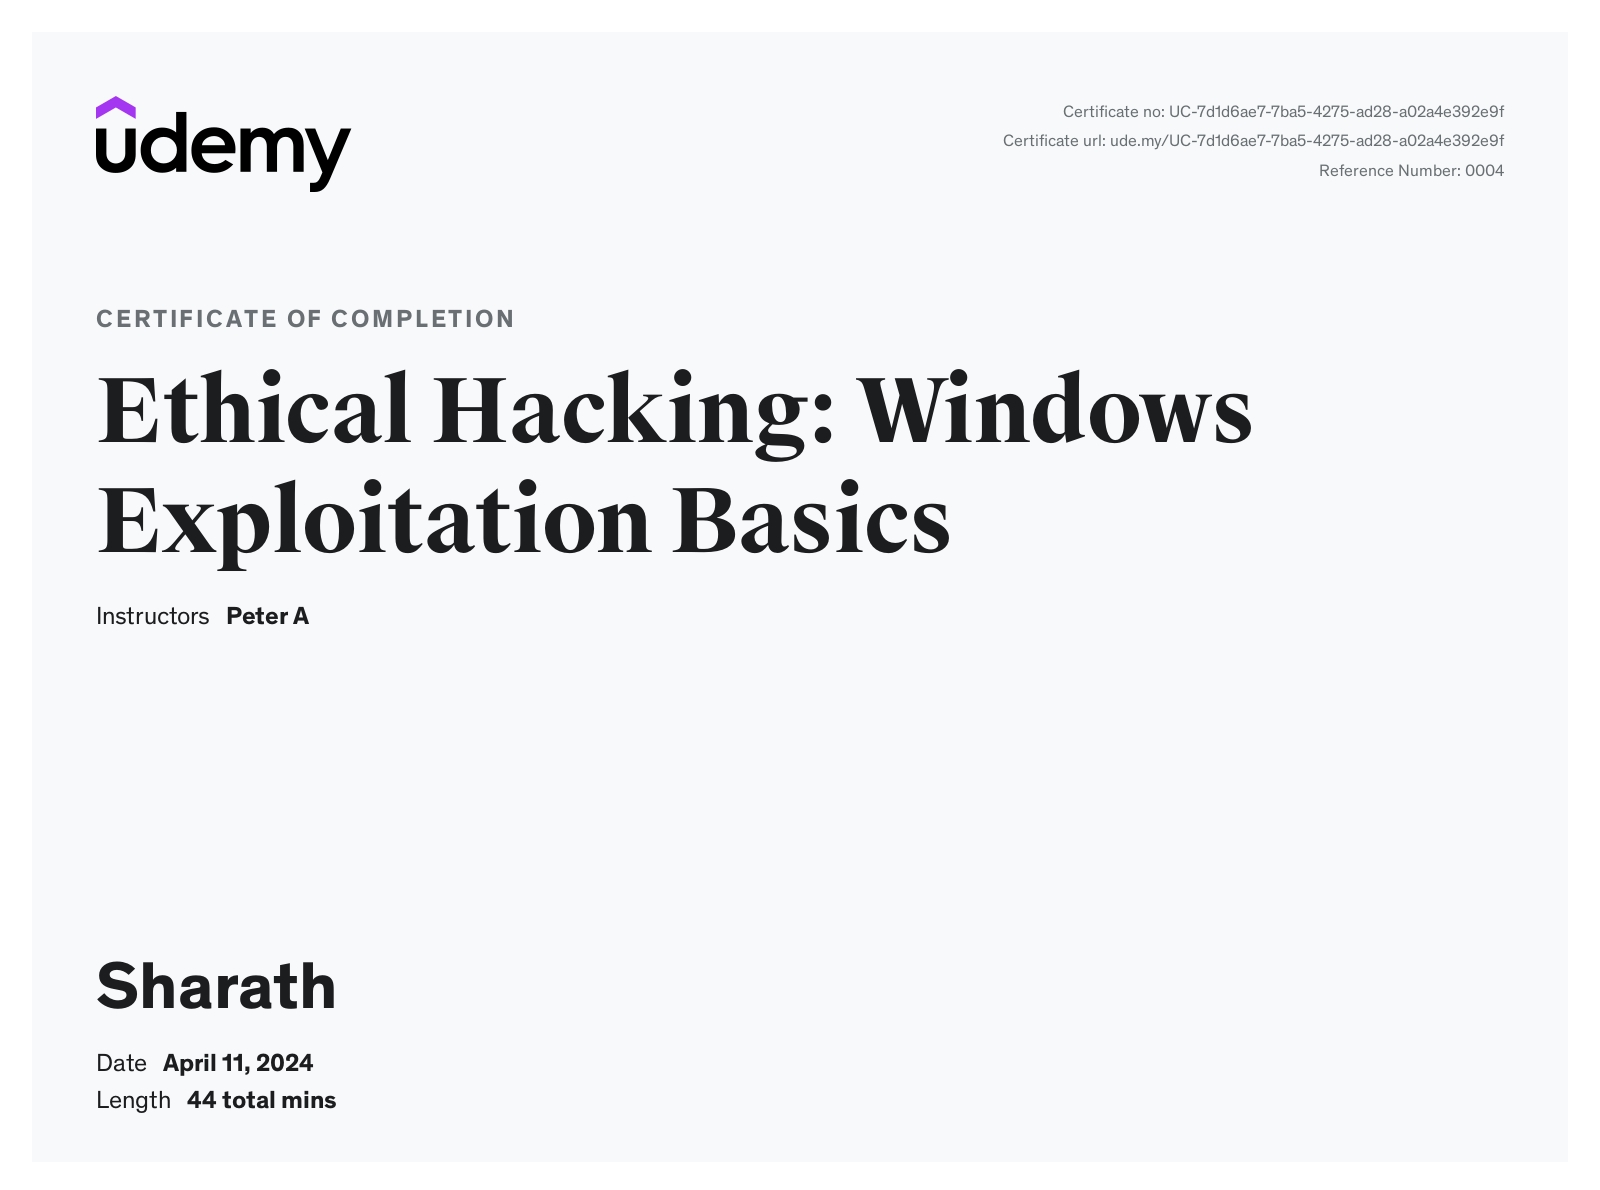 udemy
Certificate no: UC-7d1d6ae7-7ba5-4275-ad28-a02a4e392e9f
Certificate url: ude.my/UC-7d1d6ae7-7ba5-4275-ad28-a02a4e392e9f
Reference Number: 0004
CERTIFICATE OF COMPLETION
Ethical Hacking: Windows
Exploitation Basics
Instructors Peter A
Sharath
Date April 11, 2024
Length 44 total mins